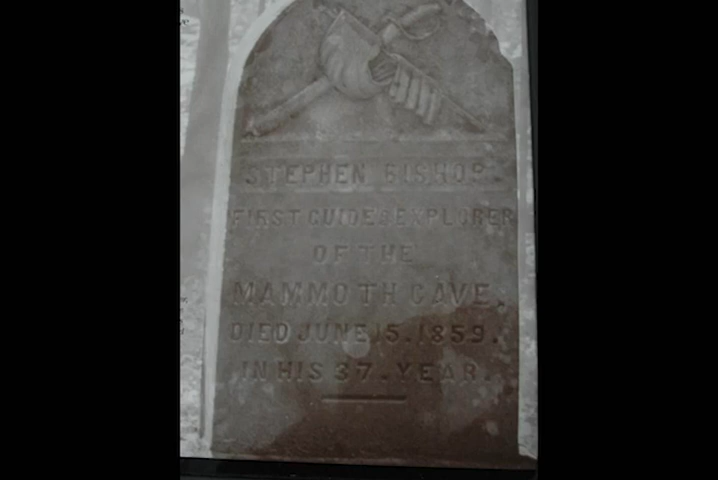 STEPHEN BISHOP.
FIRST GUIDE & EXPLORER
OF THE
MAMMOTH CAVE.
DIED JUNE 15. 1859.
IN HIS 37. YEAR.